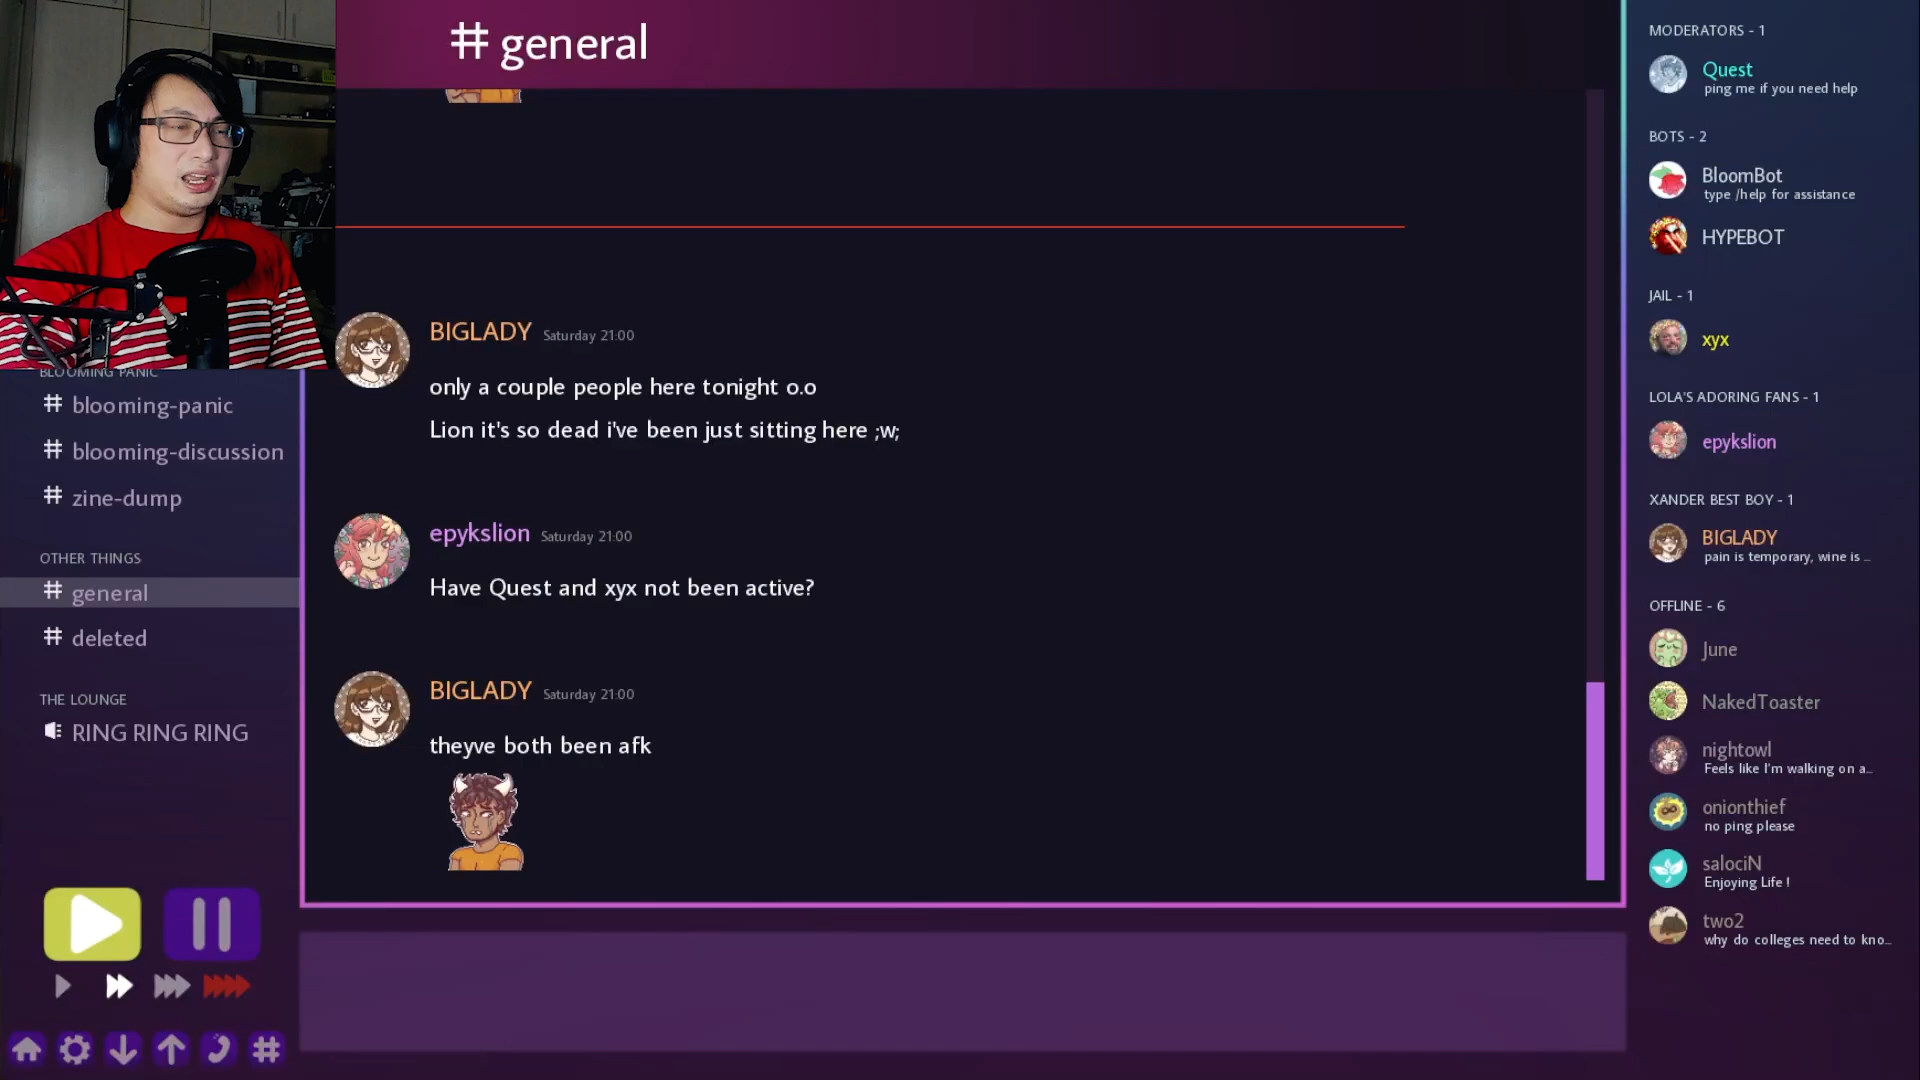 # general
BLOOMING PANIC
# blooming-panic
# blooming-discussion
# zine-dump
OTHER THINGS
# general
# deleted
THE LOUNGE
RING RING RING
BIGLADY Saturday 21:00
only a couple people here tonight o.o
Lion it's so dead i've been just sitting here ;w;
epykslion Saturday 21:00
Have Quest and xyx not been active?
BIGLADY Saturday 21:00
theyve both been afk
MODERATORS - 1
Quest
ping me if you need help
BOTS - 2
BloomBot
type /help for assistance
HYPEBOT
JAIL - 1
xyx
LOLA'S ADORING FANS - 1
epykslion
XANDER BEST BOY - 1
BIGLADY
pain is temporary, wine is ...
OFFLINE - 6
June
NakedToaster
nightowl
Feels like I'm walking on a...
onionthief
no ping please
salociN
Enjoying Life !
two2
why do colleges need to kno...